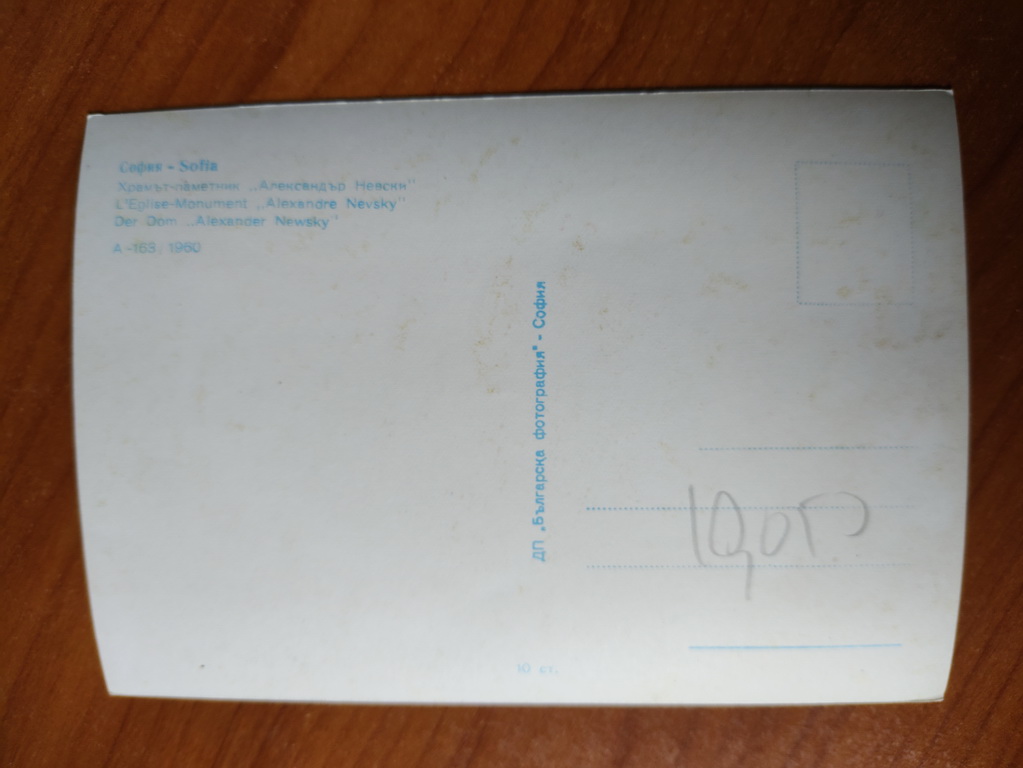 София - Sofia
Храмът-паметник „Александър Невски"
L'Eglise-Monument „Alexandre Nevsky"
Der Dom „Alexander Newsky"
А-163 1960
ДП „Българска фотография" - София
10 ст.